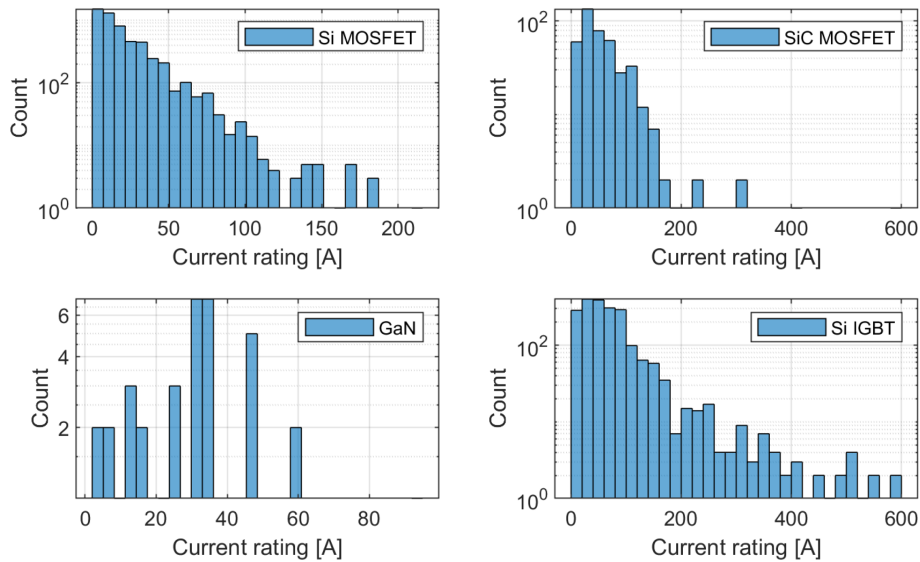 Si MOSFET
Count
10^2
10^0
0 50 100 150 200
Current rating [A]
SiC MOSFET
Count
10^2
10^0
0 200 400 600
Current rating [A]
GaN
Count
6
4
2
0 20 40 60 80
Current rating [A]
Si IGBT
Count
10^2
10^0
0 200 400 600
Current rating [A]